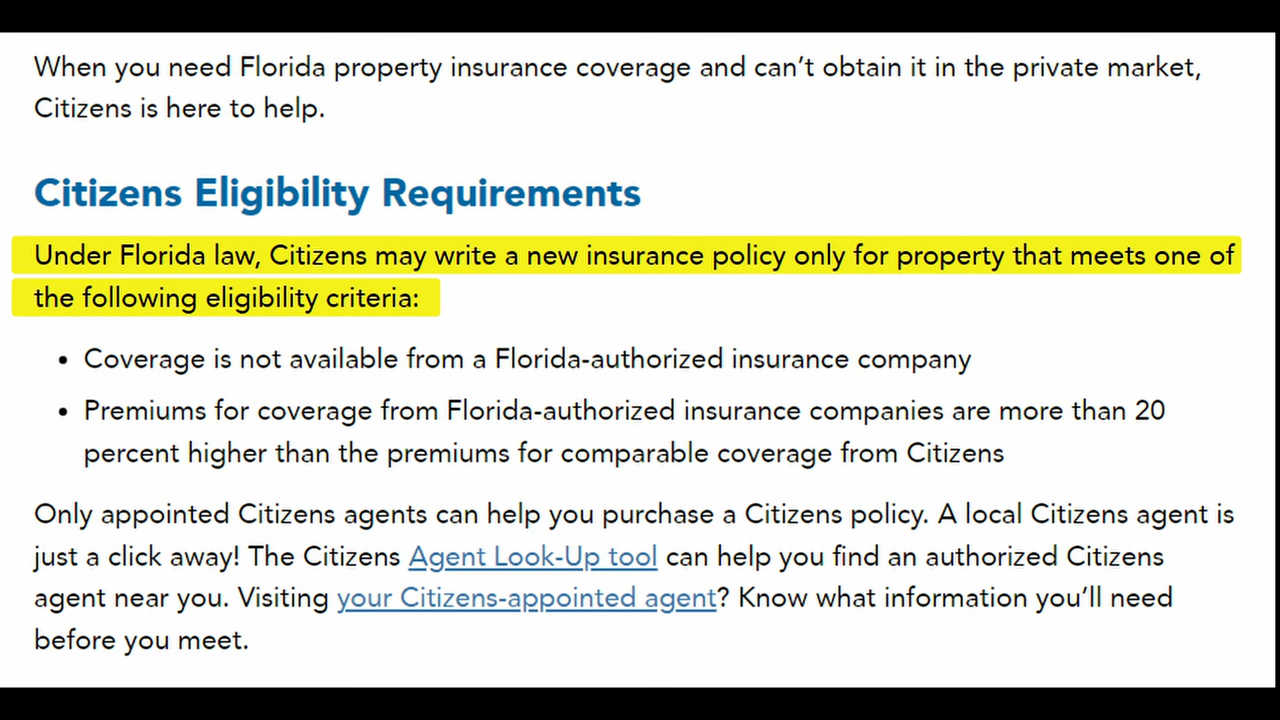 When you need Florida property insurance coverage and can’t obtain it in the private market,
Citizens is here to help.
Citizens Eligibility Requirements
Under Florida law, Citizens may write a new insurance policy only for property that meets one of
the following eligibility criteria:
• Coverage is not available from a Florida-authorized insurance company
• Premiums for coverage from Florida-authorized insurance companies are more than 20
percent higher than the premiums for comparable coverage from Citizens
Only appointed Citizens agents can help you purchase a Citizens policy. A local Citizens agent is
just a click away! The Citizens Agent Look-Up tool can help you find an authorized Citizens
agent near you. Visiting your Citizens-appointed agent? Know what information you’ll need
before you meet.